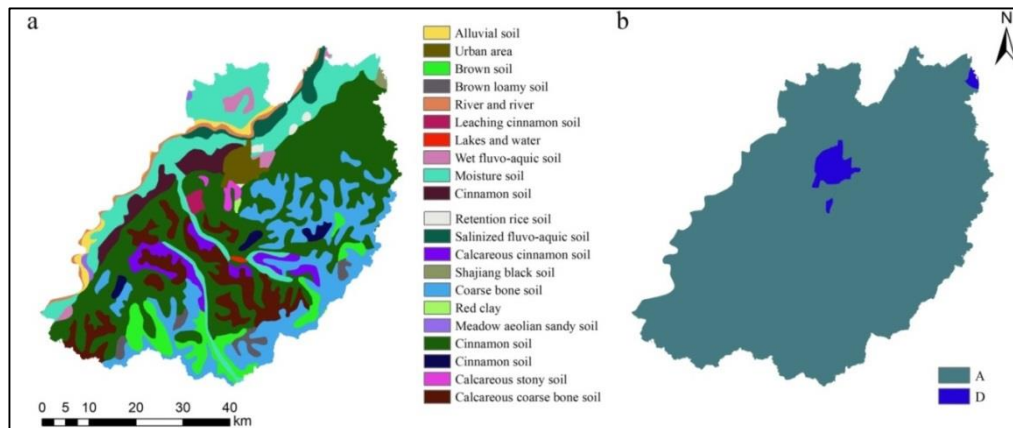 a
Alluvial soil
Urban area
Brown soil
Brown loamy soil
River and river
Leaching cinnamon soil
Lakes and water
Wet fluvo-aquic soil
Moisture soil
Cinnamon soil
Retention rice soil
Salinized fluvo-aquic soil
Calcareous cinnamon soil
Shajiang black soil
Coarse bone soil
Red clay
Meadow aeolian sandy soil
Cinnamon soil
Cinnamon soil
Calcareous stony soil
Calcareous coarse bone soil
0 5 10 20 30 40
km
b
N
A
D